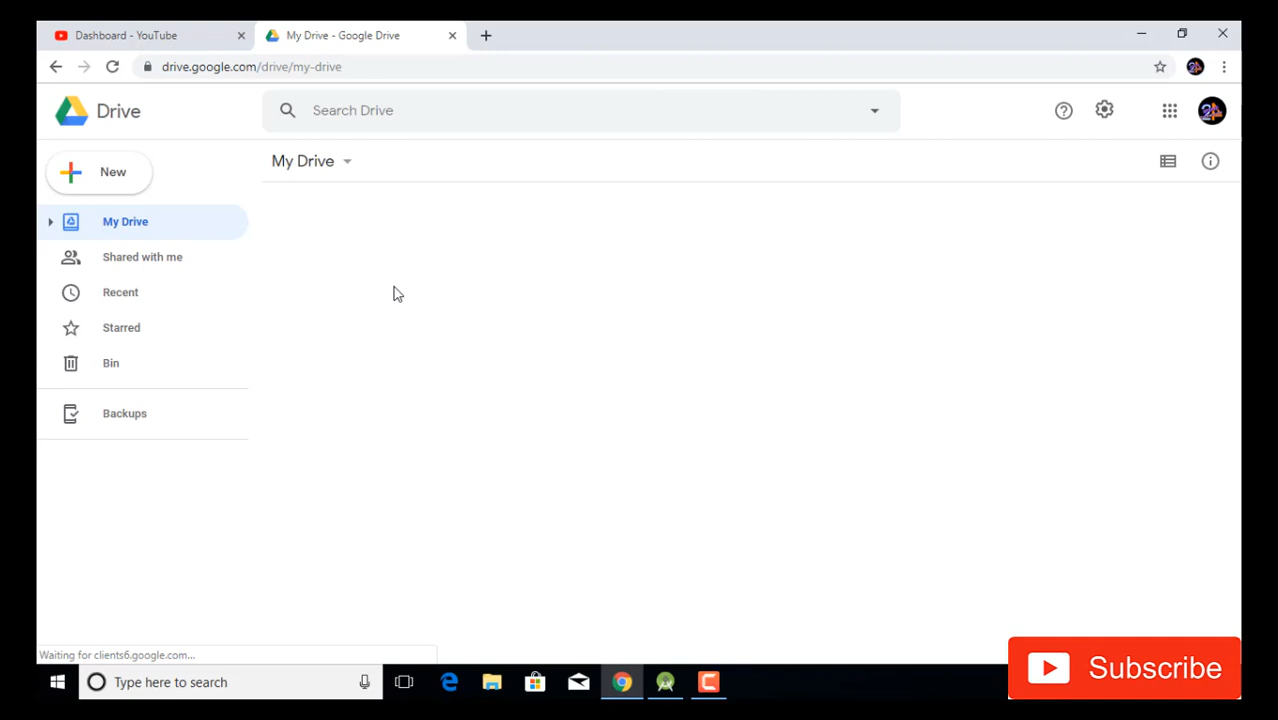 Dashboard - YouTube
My Drive - Google Drive
drive.google.com/drive/my-drive
Drive
Search Drive
New
My Drive
My Drive
Shared with me
Recent
Starred
Bin
Backups
Waiting for clients6.google.com...
Type here to search
Subscribe